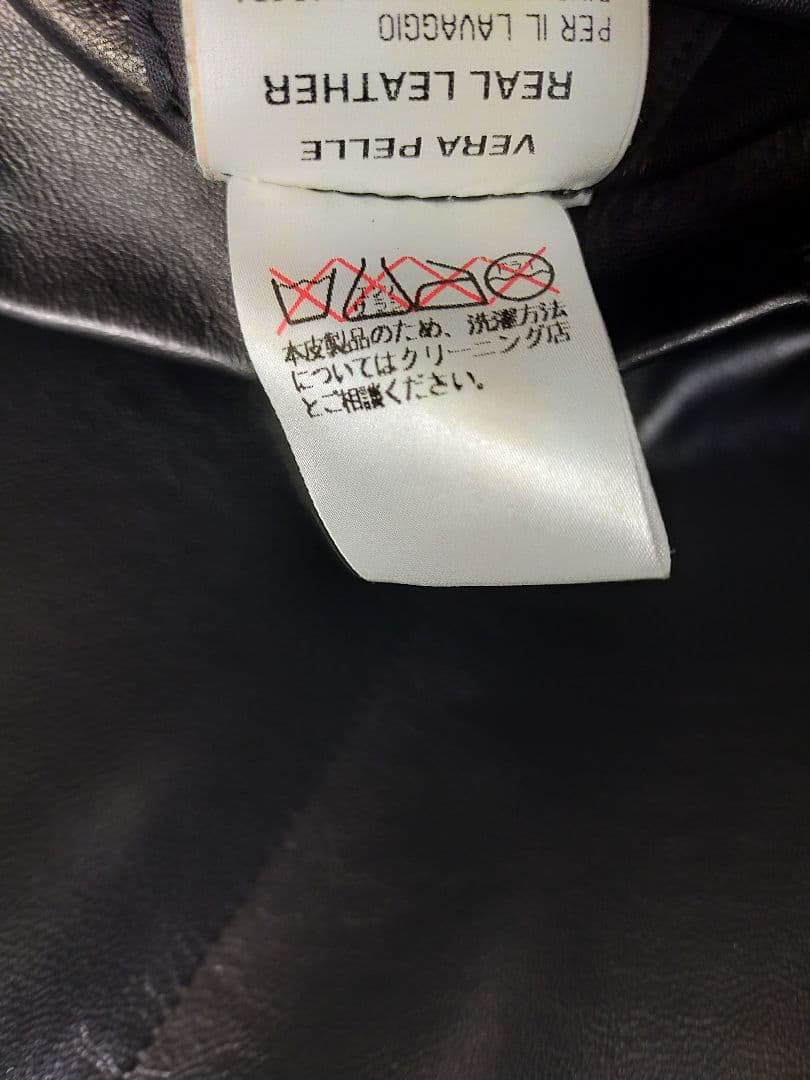 VERA PELLE
REAL LEATHER
PER IL LAVAGGIO
本皮製品のため、洗濯方法
についてはクリーニング店
とご相談ください。